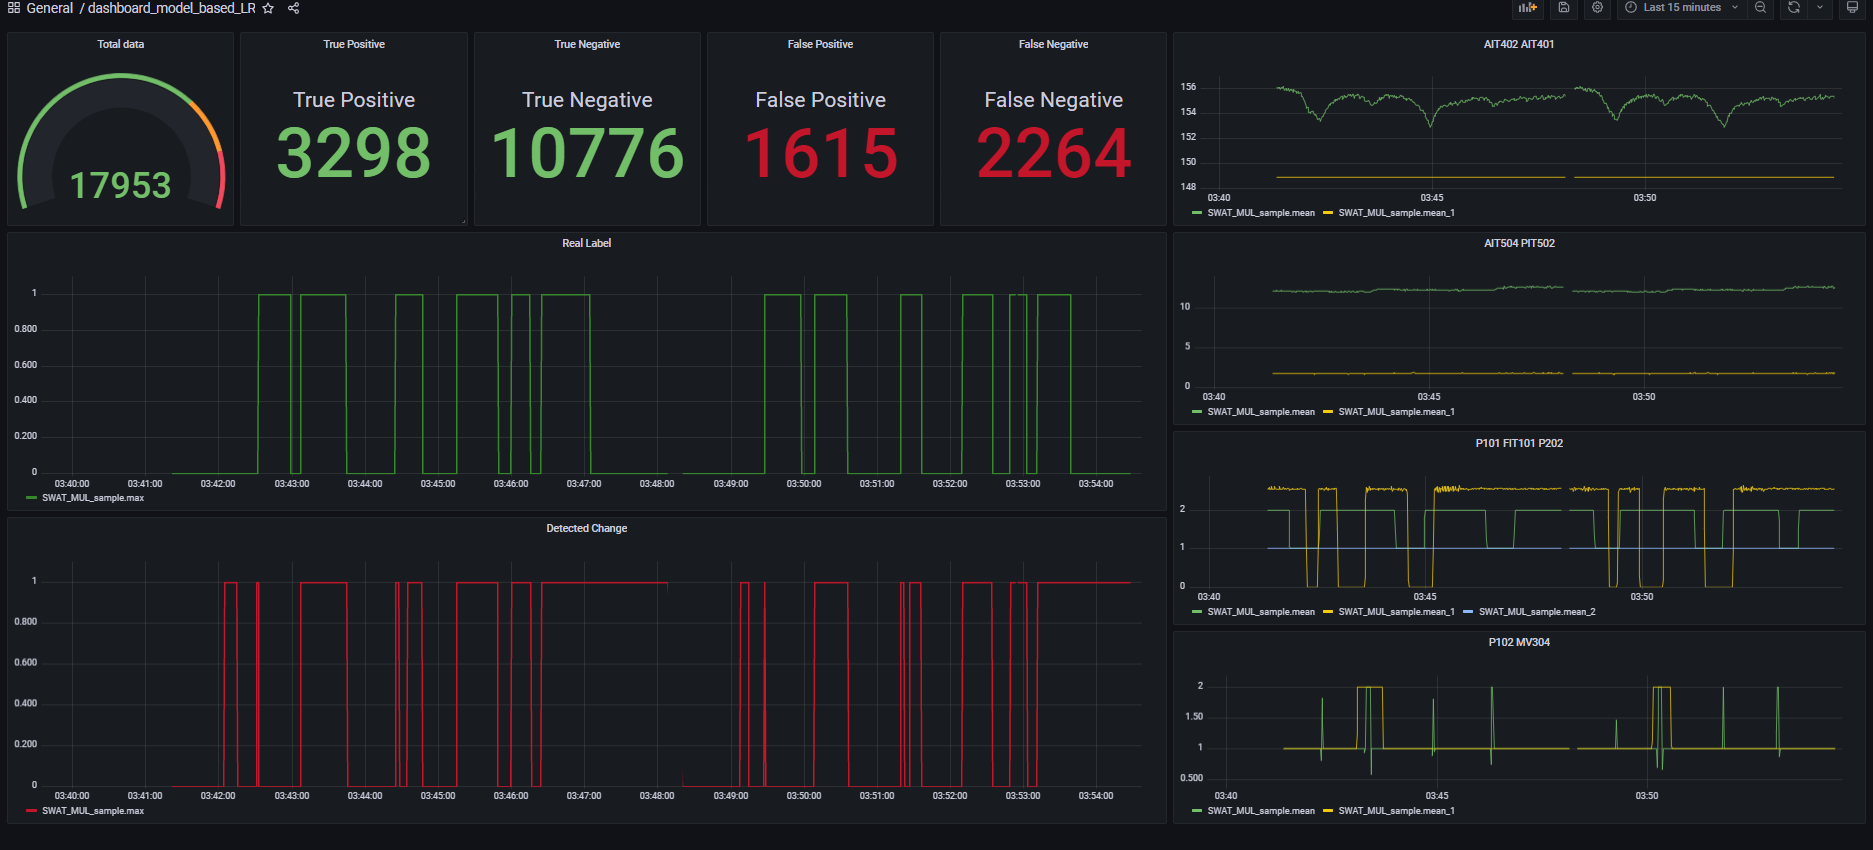 General / dashboard_model_based_LR
Last 15 minutes
Total data
17953
True Positive
True Positive
3298
True Negative
True Negative
10776
False Positive
False Positive
1615
False Negative
False Negative
2264
AIT402 AIT401
156
154
152
150
148
03:40 03:45 03:50
SWAT_MUL_sample.mean SWAT_MUL_sample.mean_1
Real Label
1
0.800
0.600
0.400
0.200
0
03:40:00 03:41:00 03:42:00 03:43:00 03:44:00 03:45:00 03:46:00 03:47:00 03:48:00 03:49:00 03:50:00 03:51:00 03:52:00 03:53:00 03:54:00
SWAT_MUL_sample.max
AIT504 PIT502
10
5
0
03:40 03:45 03:50
SWAT_MUL_sample.mean SWAT_MUL_sample.mean_1
P101 FIT101 P202
2
1
0
03:40 03:45 03:50
SWAT_MUL_sample.mean SWAT_MUL_sample.mean_1 SWAT_MUL_sample.mean_2
Detected Change
1
0.800
0.600
0.400
0.200
0
03:40:00 03:41:00 03:42:00 03:43:00 03:44:00 03:45:00 03:46:00 03:47:00 03:48:00 03:49:00 03:50:00 03:51:00 03:52:00 03:53:00 03:54:00
SWAT_MUL_sample.max
P102 MV304
2
1.50
1
0.500
03:40 03:45 03:50
SWAT_MUL_sample.mean SWAT_MUL_sample.mean_1